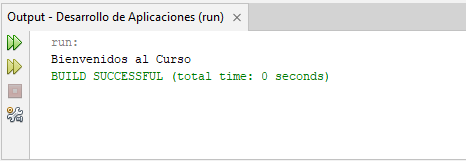 Output - Desarrollo de Aplicaciones (run) ×
run:
Bienvenidos al Curso
BUILD SUCCESSFUL (total time: 0 seconds)